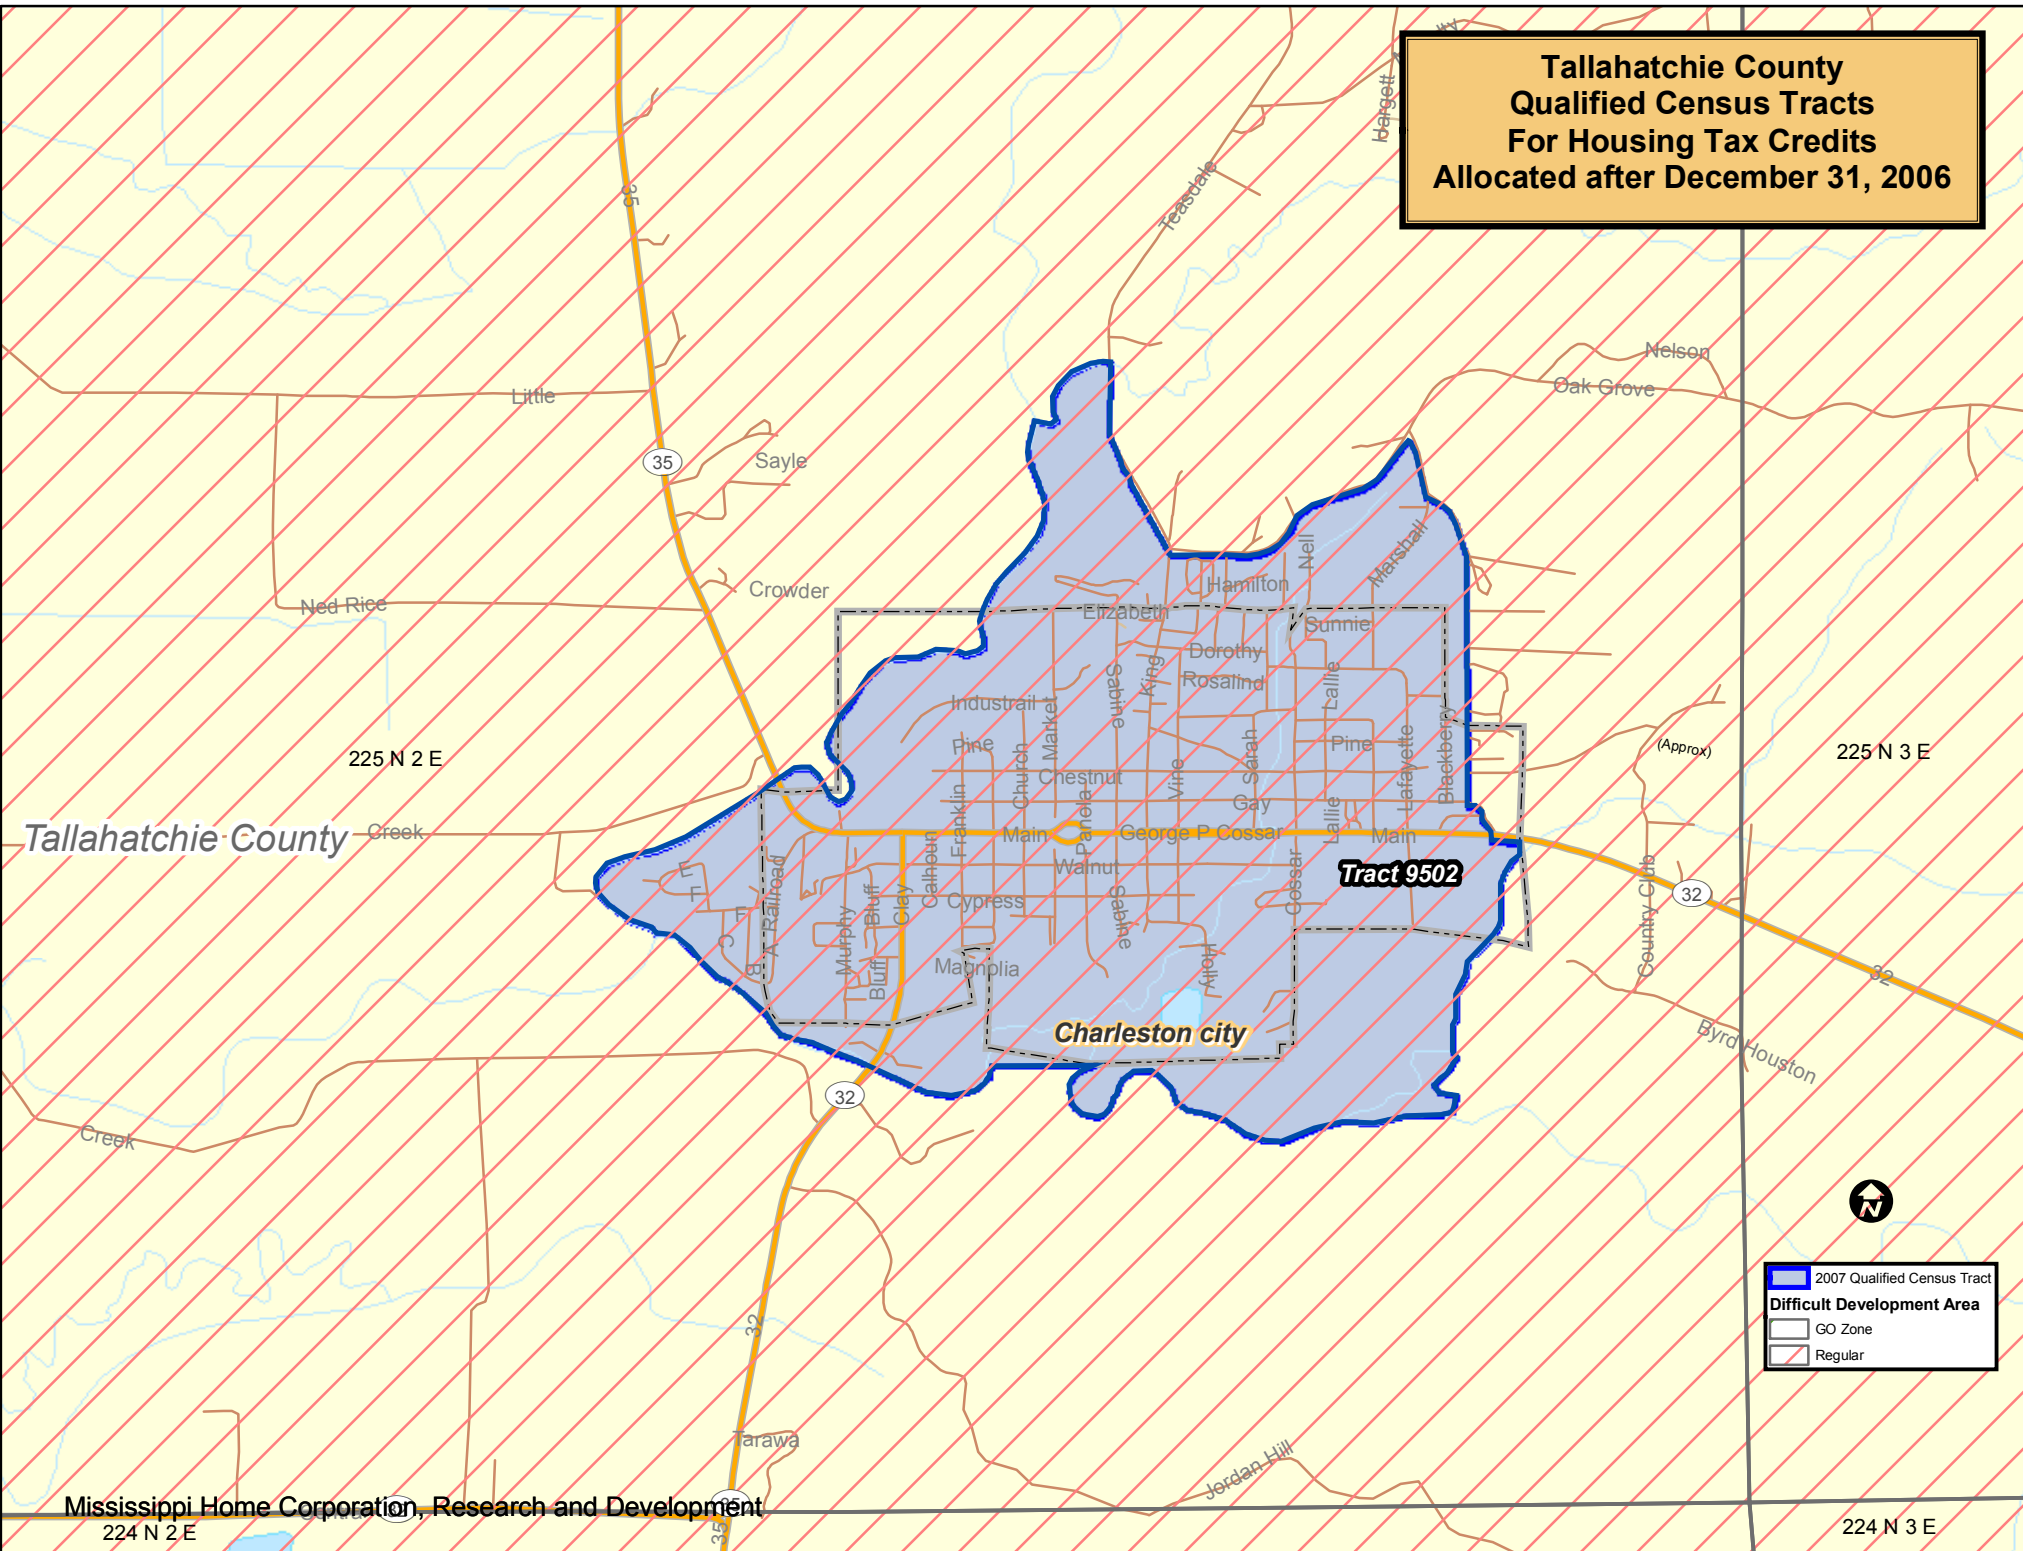 Tallahatchie County
Qualified Census Tracts
For Housing Tax Credits
Allocated after December 31, 2006
Hargett
Teasdale
35
Nelson
Oak Grove
Little
35
Sayle
Nell
Marshall
Hamilton
Crowder
Ned Rice
Elizabeth
Sunnie
Dorothy
Rosalind
King
Sabine
Lallie
Industrail
Market
Pine
Church
Chestnut
Vine
Sarah
Pine
Lafayette
Blackberry
(Approx)
225 N 2 E
225 N 3 E
Franklin
Panola
Gay
Lallie
Tallahatchie County
Creek
Main
George P Cossar
Main
Calhoun
Walnut
Tract 9502
Cossar
Country Club
32
E
F
F
C
B
A
Railroad
Murphy
Bluff
Clay
Cypress
Sabine
Bluff
Magnolia
Holly
32
Charleston city
Byrd Houston
32
Creek
2007 Qualified Census Tract
Difficult Development Area
GO Zone
Regular
N
32
Tarawa
Jordan Hill
Mississippi Home Corporation, Research and Development
35
35
224 N 2 E
224 N 3 E